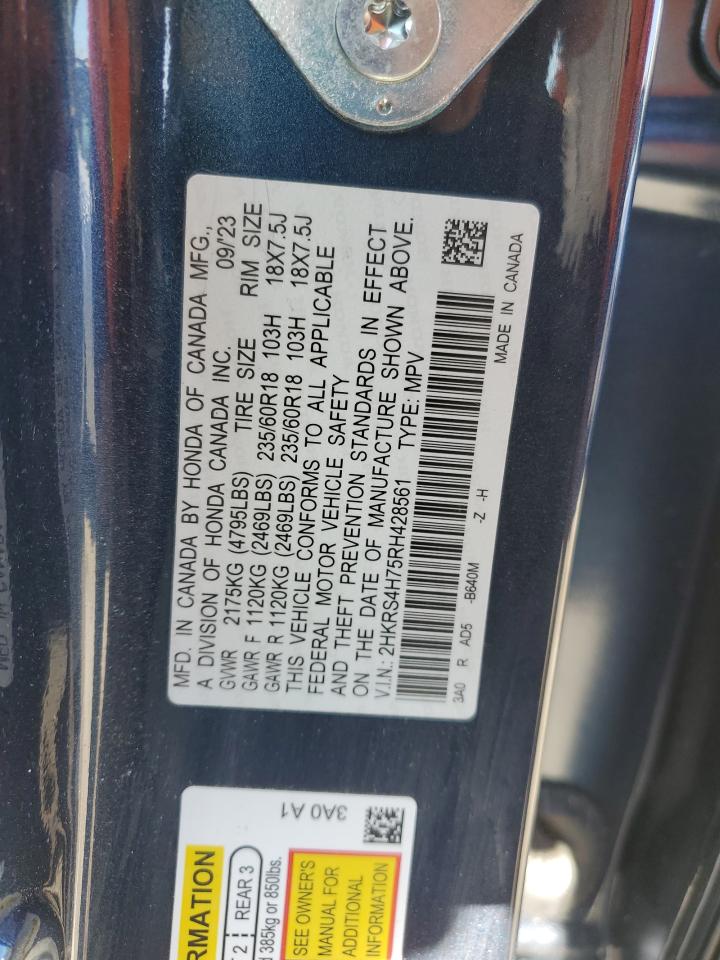 MFD. IN CANADA BY HONDA OF CANADA MFG.,
A DIVISION OF HONDA CANADA INC. 09/'23
GVWR 2175KG (4795LBS) TIRE SIZE RIM SIZE
GAWR F 1120KG (2469LBS) 235/60R18 103H 18X7.5J
GAWR R 1120KG (2469LBS) 235/60R18 103H 18X7.5J
THIS VEHICLE CONFORMS TO ALL APPLICABLE
FEDERAL MOTOR VEHICLE SAFETY
AND THEFT PREVENTION STANDARDS IN EFFECT
ON THE DATE OF MANUFACTURE SHOWN ABOVE.
V.I.N.: 2HKRS4H75RH428561 TYPE: MPV
3A0 R AD5 -B640M -Z -H
MADE IN CANADA
3A0 A1
RMATION
2 REAR 3
385kg or 850lbs.
SEE OWNER'S
MANUAL FOR
ADDITIONAL
INFORMATION